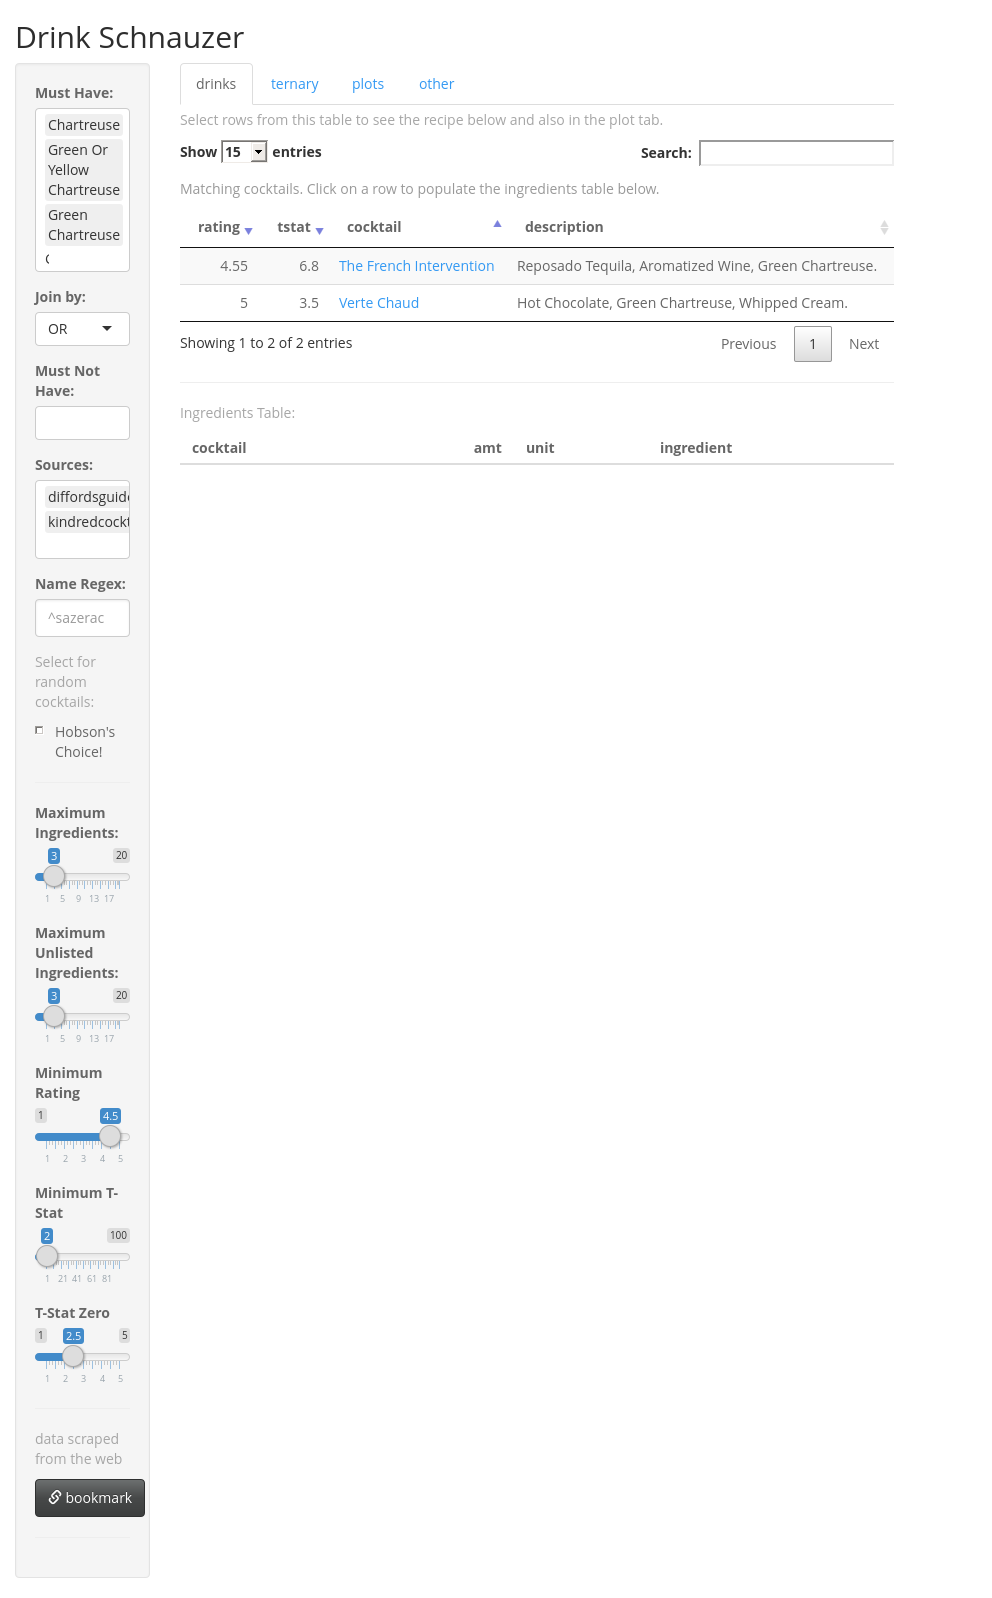 Drink Schnauzer
Must Have:
Chartreuse
Green Or
Yellow
Chartreuse
Green
Chartreuse
Join by:
OR
Must Not
Have:
Sources:
diffordsguide
kindredcockt
Name Regex:
^sazerac
Select for
random
cocktails:
Hobson's
Choice!
Maximum
Ingredients:
3 20
1 5 9 13 17
Maximum
Unlisted
Ingredients:
3 20
1 5 9 13 17
Minimum
Rating
1 4.5
1 2 3 4 5
Minimum T-
Stat
2 100
1 21 41 61 81
T-Stat Zero
1 2.5 5
1 2 3 4 5
data scraped
from the web
bookmark
drinks ternary plots other
Select rows from this table to see the recipe below and also in the plot tab.
Show 15 entries Search:
Matching cocktails. Click on a row to populate the ingredients table below.
rating tstat cocktail description
4.55 6.8 The French Intervention Reposado Tequila, Aromatized Wine, Green Chartreuse.
5 3.5 Verte Chaud Hot Chocolate, Green Chartreuse, Whipped Cream.
Showing 1 to 2 of 2 entries Previous 1 Next
Ingredients Table:
cocktail amt unit ingredient